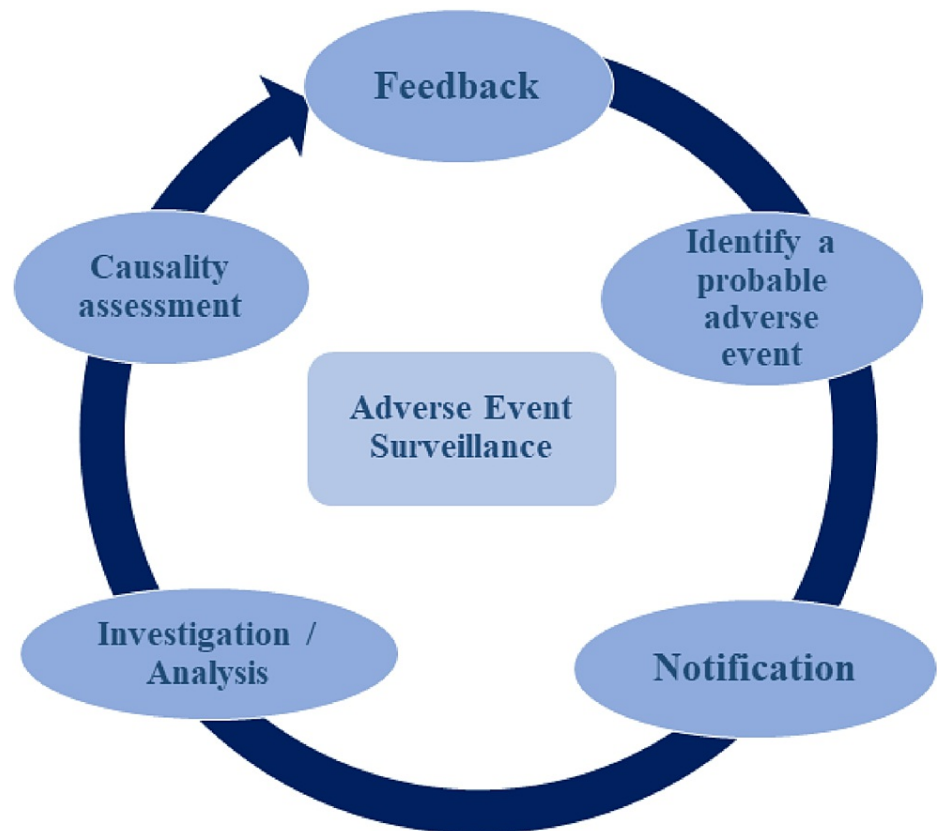 Feedback
Identify a
probable
adverse
event
Notification
Investigation /
Analysis
Causality
assessment
Adverse Event
Surveillance